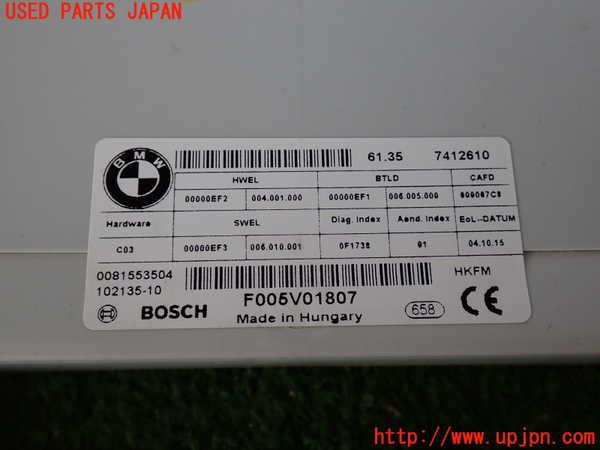 USED PARTS JAPAN
BMW
61.35 7412610
HWEL BTLD CAFD
00000EF2 004.001.000 00000EF1 006.005.000
Hardware SWEL Diag. Index Aend. Index EoL--DATUM
C03 00000EF3 006.010.001 0F1738 01 04.10.15
0081553504
102135-10
HKFM
F005V01807
BOSCH
Made in Hungary
658
CE
http://www.upjpn.com/